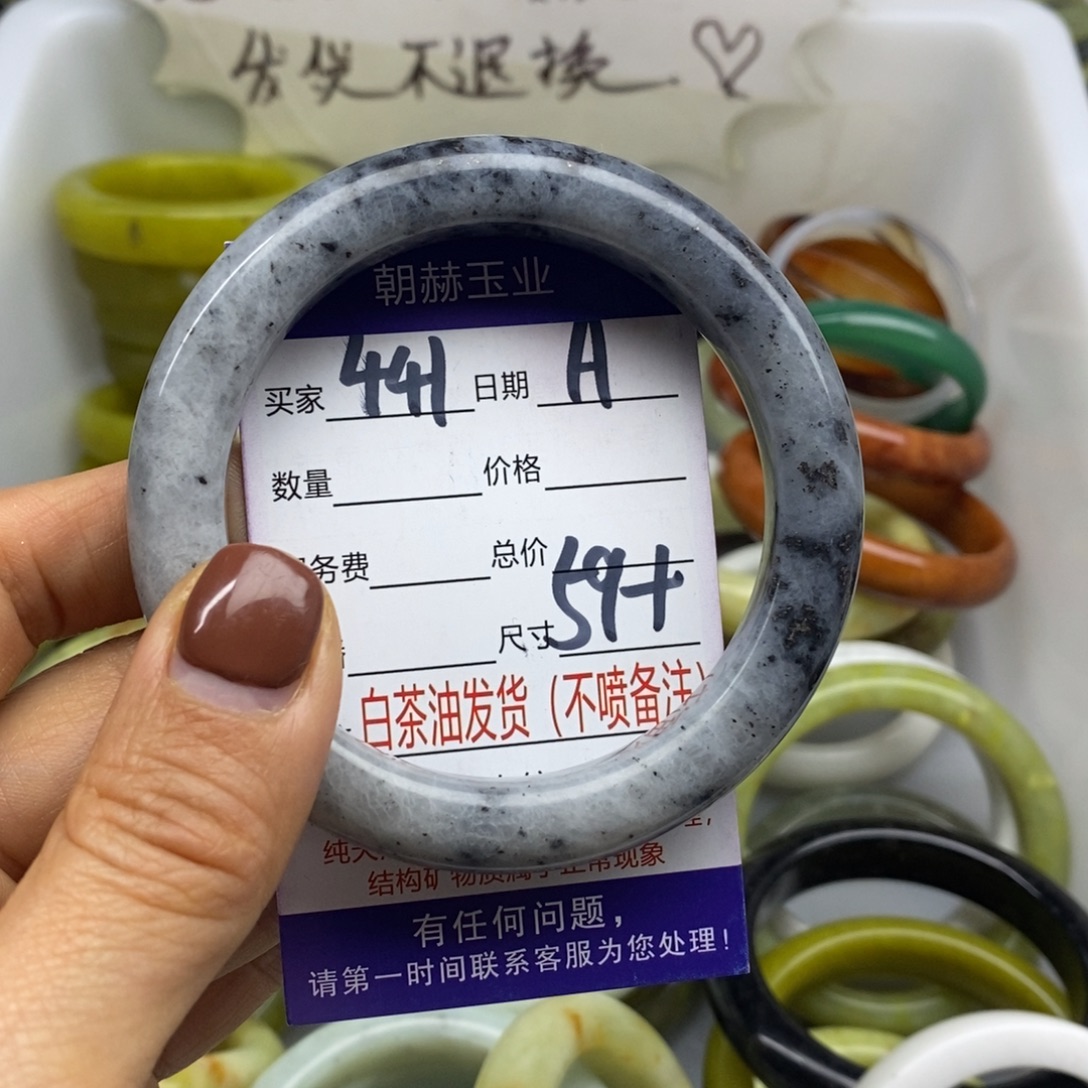 发货不退换
朝赫玉业
买家 441 日期 A
数量 价格
务费 总价
尺寸 59+
白茶油发货（不喷备注）
纯天
结构矿物质属于正常现象
有任何问题，
请第一时间联系客服为您处理！